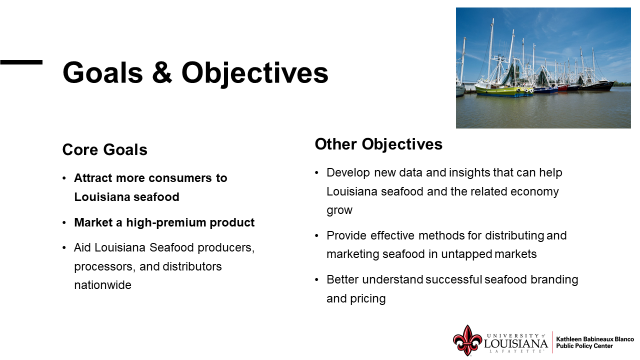 Goals & Objectives
Core Goals
• Attract more consumers to
Louisiana seafood
• Market a high-premium product
• Aid Louisiana Seafood producers,
processors, and distributors
nationwide
Other Objectives
• Develop new data and insights that can help
Louisiana seafood and the related economy
grow
• Provide effective methods for distributing and
marketing seafood in untapped markets
• Better understand successful seafood branding
and pricing
UNIVERSITY of
LOUISIANA
LAFAYETTE
Kathleen Babineaux Blanco
Public Policy Center